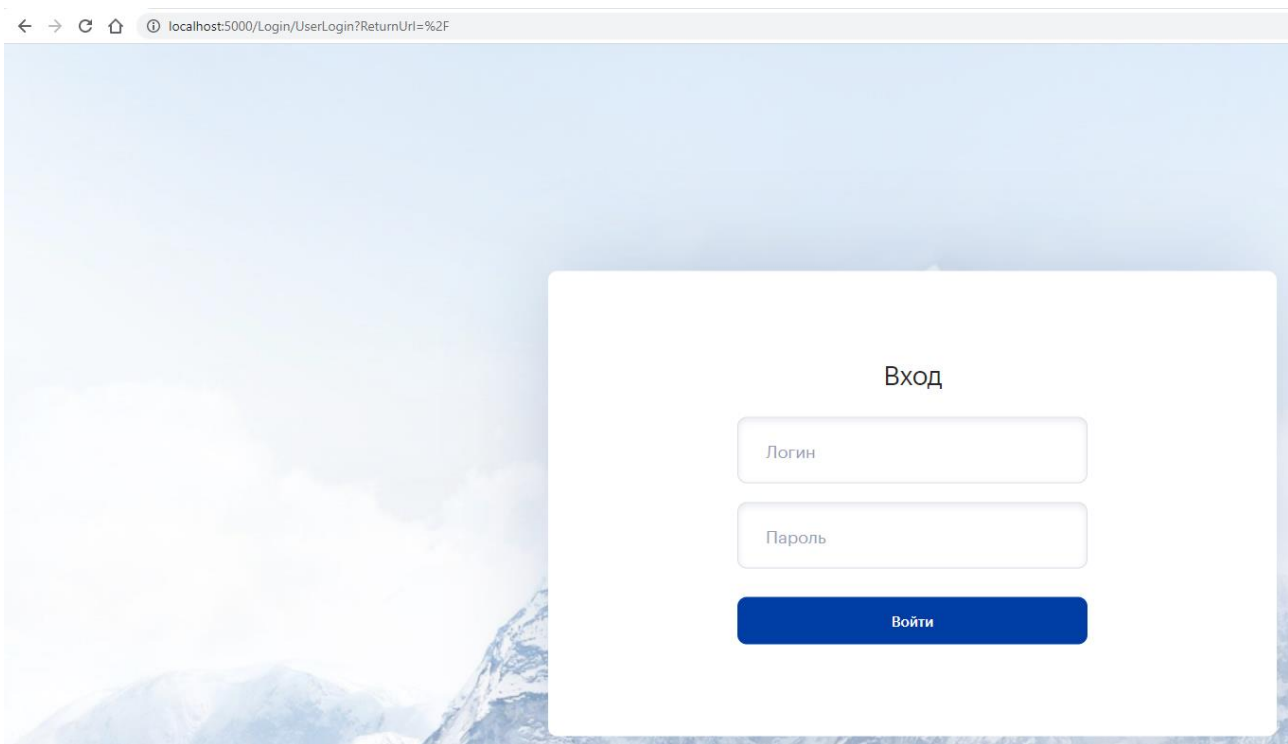 localhost:5000/Login/UserLogin?ReturnUrl=%2F
Вход
Логин
Пароль
Войти